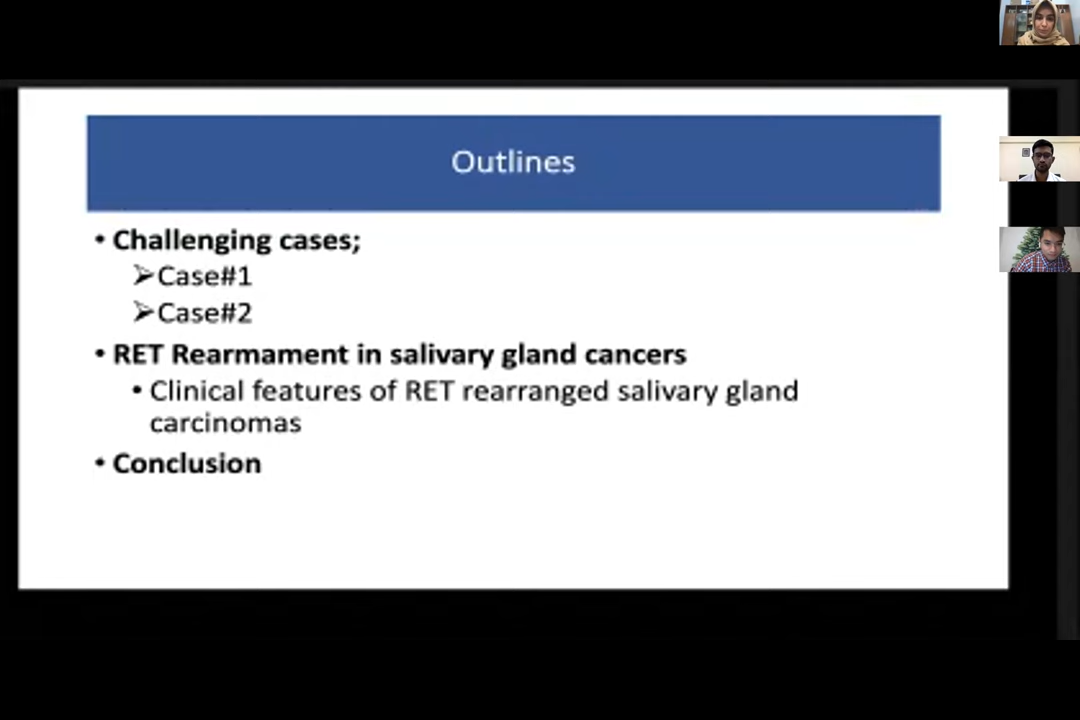 Outlines
• Challenging cases;
➢Case#1
➢Case#2
• RET Rearmament in salivary gland cancers
• Clinical features of RET rearranged salivary gland
carcinomas
• Conclusion